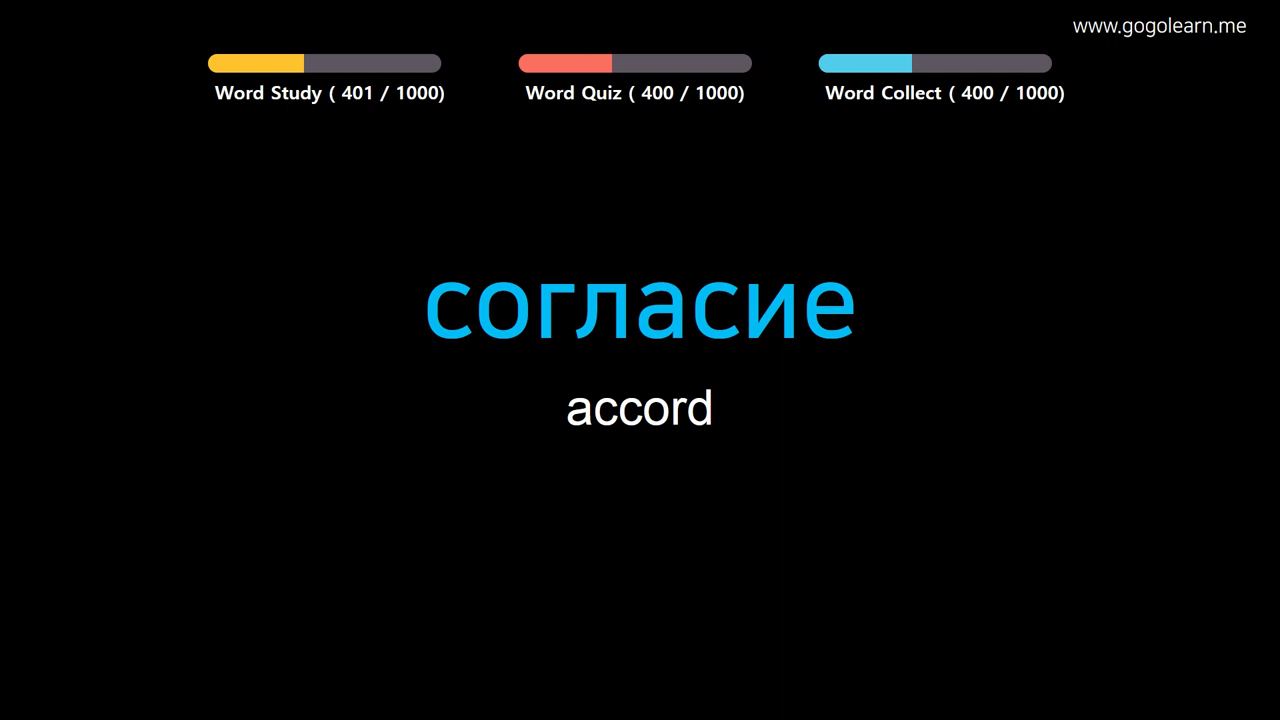 www.gogolearn.me
Word Study ( 401 / 1000)
Word Quiz ( 400 / 1000)
Word Collect ( 400 / 1000)
согласие
accord